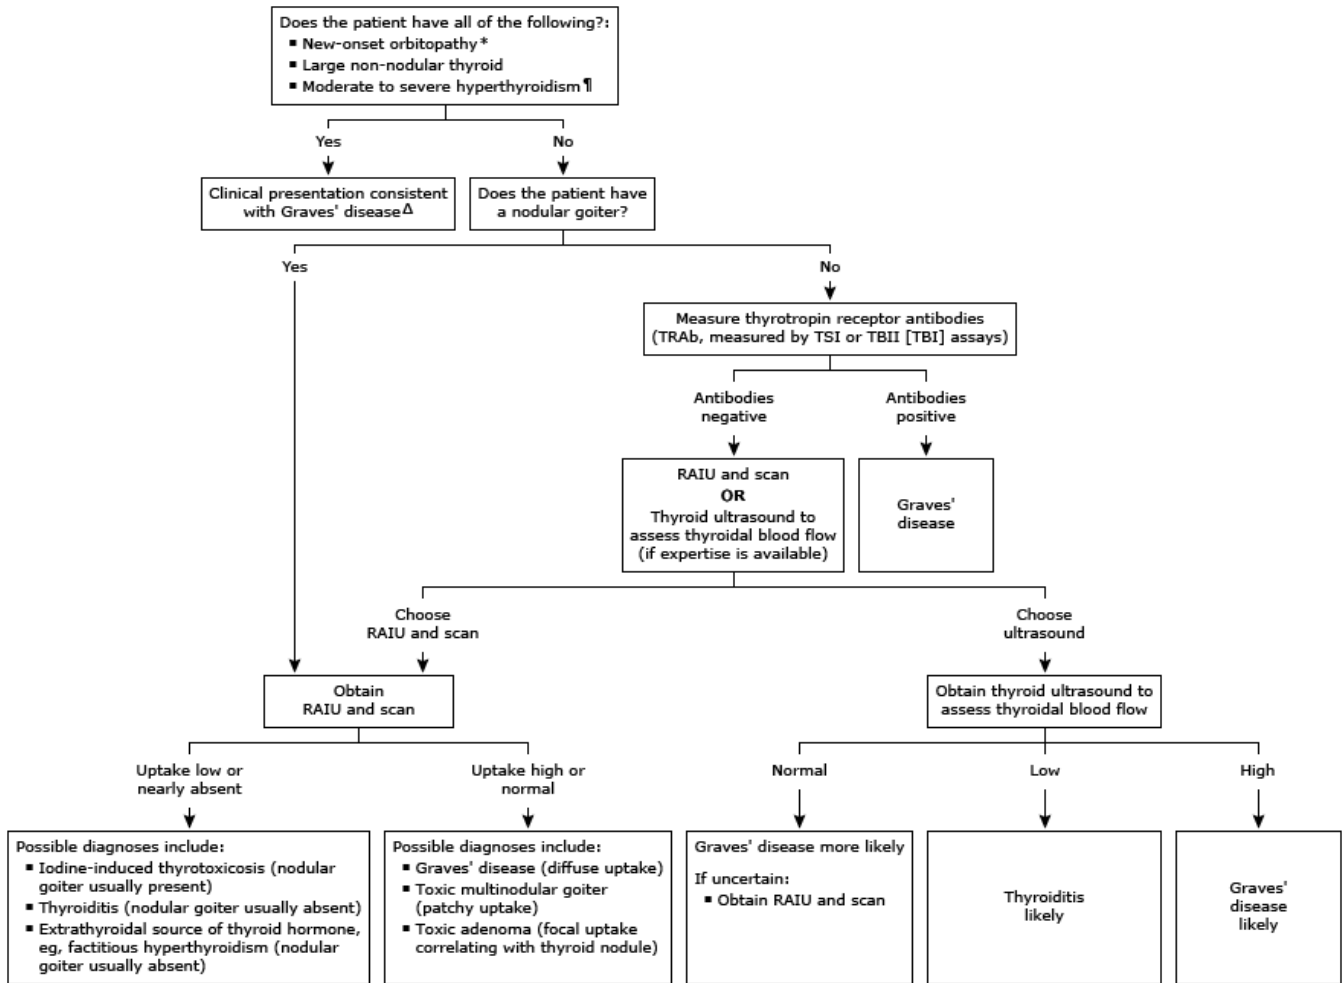 Does the patient have all of the following?:
▪ New-onset orbitopathy*
▪ Large non-nodular thyroid
▪ Moderate to severe hyperthyroidism¶
Yes
No
Clinical presentation consistent
with Graves' diseaseΔ
Does the patient have
a nodular goiter?
Yes
No
Measure thyrotropin receptor antibodies
(TRAb, measured by TSI or TBII [TBI] assays)
Antibodies
negative
Antibodies
positive
RAIU and scan
OR
Thyroid ultrasound to
assess thyroidal blood flow
(if expertise is available)
Graves'
disease
Choose
RAIU and scan
Choose
ultrasound
Obtain
RAIU and scan
Obtain thyroid ultrasound to
assess thyroidal blood flow
Uptake low or
nearly absent
Uptake high or
normal
Normal
Low
High
Possible diagnoses include:
▪ Iodine-induced thyrotoxicosis (nodular
goiter usually present)
▪ Thyroiditis (nodular goiter usually absent)
▪ Extrathyroidal source of thyroid hormone,
eg, factitious hyperthyroidism (nodular
goiter usually absent)
Possible diagnoses include:
▪ Graves' disease (diffuse uptake)
▪ Toxic multinodular goiter
(patchy uptake)
▪ Toxic adenoma (focal uptake
correlating with thyroid nodule)
Graves' disease more likely
If uncertain:
▪ Obtain RAIU and scan
Thyroiditis
likely
Graves'
disease
likely